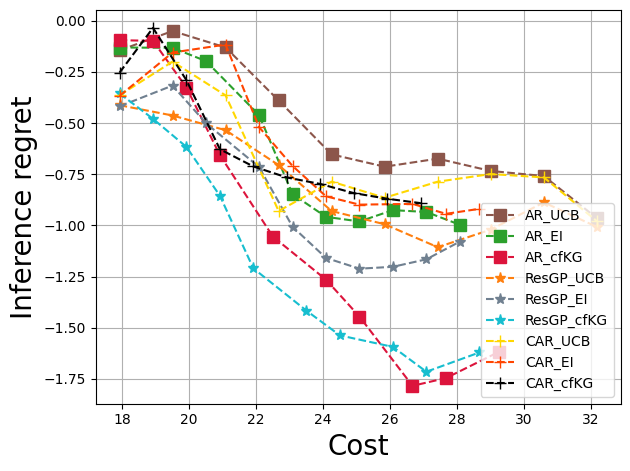 0.00
−0.25
−0.50
−0.75
−1.00
−1.25
−1.50
−1.75
Inference regret
AR_UCB
AR_EI
AR_cfKG
ResGP_UCB
ResGP_EI
ResGP_cfKG
CAR_UCB
CAR_EI
CAR_cfKG
18 20 22 24 26 28 30 32
Cost